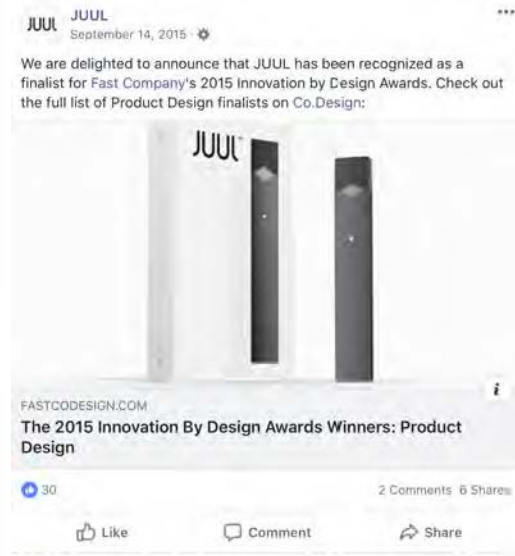 JUUL
JUUL
September 14, 2015
We are delighted to announce that JUUL has been recognized as a
finalist for Fast Company's 2015 Innovation by Design Awards. Check out
the full list of Product Design finalists on Co.Design:
JUUL
i
FASTCODESIGN.COM
The 2015 Innovation By Design Awards Winners: Product
Design
30
2 Comments 6 Shares
Like
Comment
Share